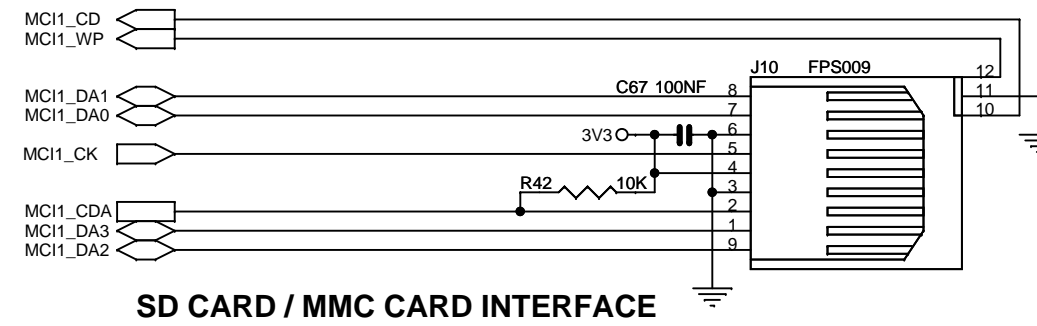 MCI1_CD
MCI1_WP
J10 FPS009
12
C67 100NF 8
11
MCI1_DA1
10
MCI1_DA0
7
3V3 6
MCI1_CK
5
4
R42 10K
3
MCI1_CDA
2
MCI1_DA3
1
MCI1_DA2
9
SD CARD / MMC CARD INTERFACE